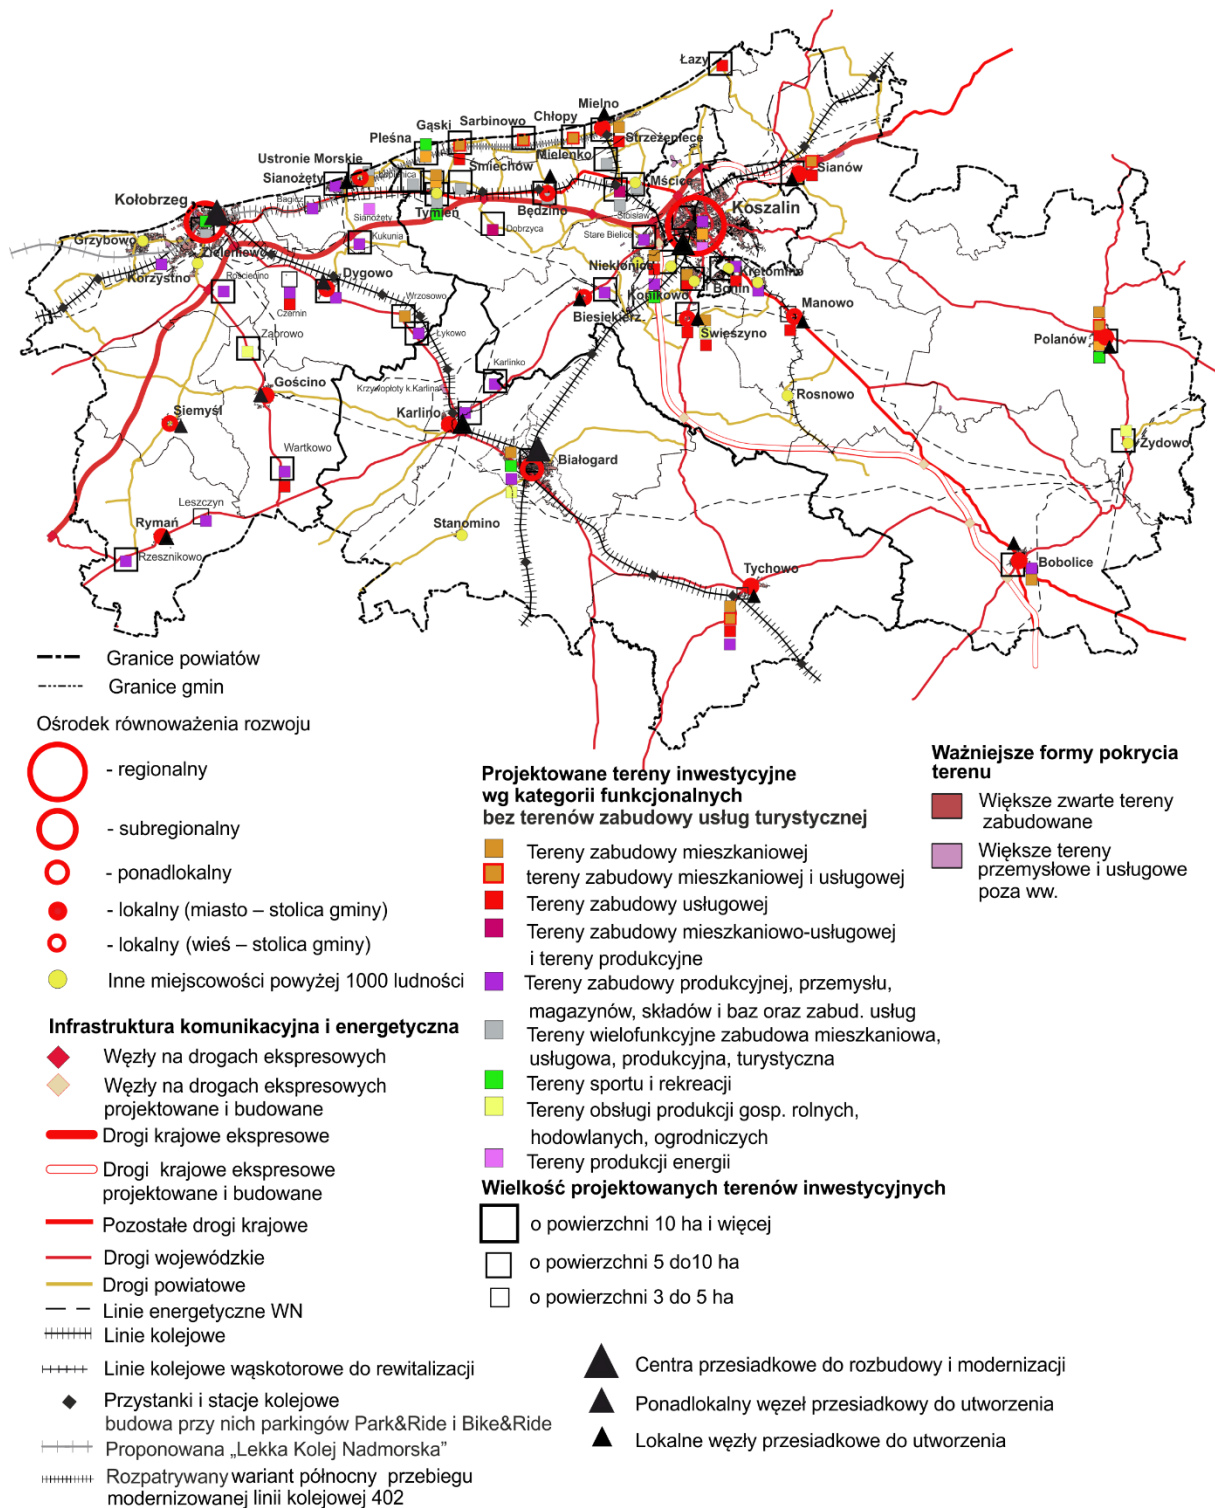 Łazy
Mielno
Chłopy
Sarbinowo
Gąski
Strzeżenice
Pleśna
Mielenko
Sianów
Ustronie Morskie
Śmiechów
Mścice
Sianożęty
Kołobrzeg
Bagicz
Tymień
Będzino
Stoisław
Koszalin
Sianożęty
Dobrzyca
Stare Bielice
Grzybowo
Kukunia
Zieleniewo
Korzystno
Niekłonice
Kretomino
Rościęcino
Dygowo
Bonin
Konikowo
Wrzosowo
Manowo
Czernin
Biesiekierz
Łykowo
Świeszyno
Polanów
Ząbrowo
Karlinko
Krzywopłoty k.Karlina
Gościno
Rosnowo
Siemyśl
Karlino
Żydowo
Wartkowo
Białogard
Leszczyn
Rymań
Stanomino
Rzesznikowo
Tychowo
Bobolice
Granice powiatów
Granice gmin
Ośrodek równoważenia rozwoju
- regionalny
- subregionalny
- ponadlokalny
- lokalny (miasto – stolica gminy)
- lokalny (wieś – stolica gminy)
Inne miejscowości powyżej 1000 ludności
Infrastruktura komunikacyjna i energetyczna
Węzły na drogach ekspresowych
Węzły na drogach ekspresowych
projektowane i budowane
Drogi krajowe ekspresowe
Drogi krajowe ekspresowe
projektowane i budowane
Pozostałe drogi krajowe
Drogi wojewódzkie
Drogi powiatowe
Linie energetyczne WN
Linie kolejowe
Linie kolejowe wąskotorowe do rewitalizacji
Przystanki i stacje kolejowe
budowa przy nich parkingów Park&Ride i Bike&Ride
Proponowana „Lekka Kolej Nadmorska”
Rozpatrywany wariant północny przebiegu
modernizowanej linii kolejowej 402
Projektowane tereny inwestycyjne
wg kategorii funkcjonalnych
bez terenów zabudowy usług turystycznej
Tereny zabudowy mieszkaniowej
tereny zabudowy mieszkaniowej i usługowej
Tereny zabudowy usługowej
Tereny zabudowy mieszkaniowo-usługowej
i tereny produkcyjne
Tereny zabudowy produkcyjnej, przemysłu,
magazynów, składów i baz oraz zabud. usług
Tereny wielofunkcyjne zabudowa mieszkaniowa,
usługowa, produkcyjna, turystyczna
Tereny sportu i rekreacji
Tereny obsługi produkcji gosp. rolnych,
hodowlanych, ogrodniczych
Tereny produkcji energii
Wielkość projektowanych terenów inwestycyjnych
o powierzchni 10 ha i więcej
o powierzchni 5 do10 ha
o powierzchni 3 do 5 ha
Centra przesiadkowe do rozbudowy i modernizacji
Ponadlokalny węzeł przesiadkowy do utworzenia
Lokalne węzły przesiadkowe do utworzenia
Ważniejsze formy pokrycia
terenu
Większe zwarte tereny
zabudowane
Większe tereny
przemysłowe i usługowe
poza ww.